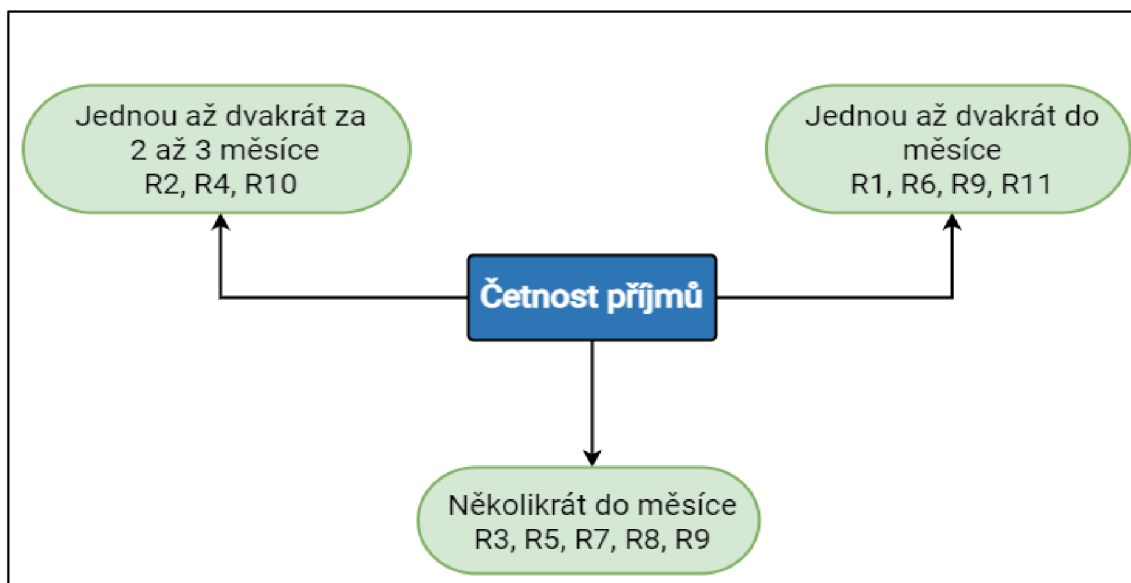 Jednou až dvakrát za
2 až 3 měsíce
R2, R4, R10
Jednou až dvakrát do
měsíce
R1, R6, R9, R11
Četnost příjmů
Několikrát do měsíce
R3, R5, R7, R8, R9